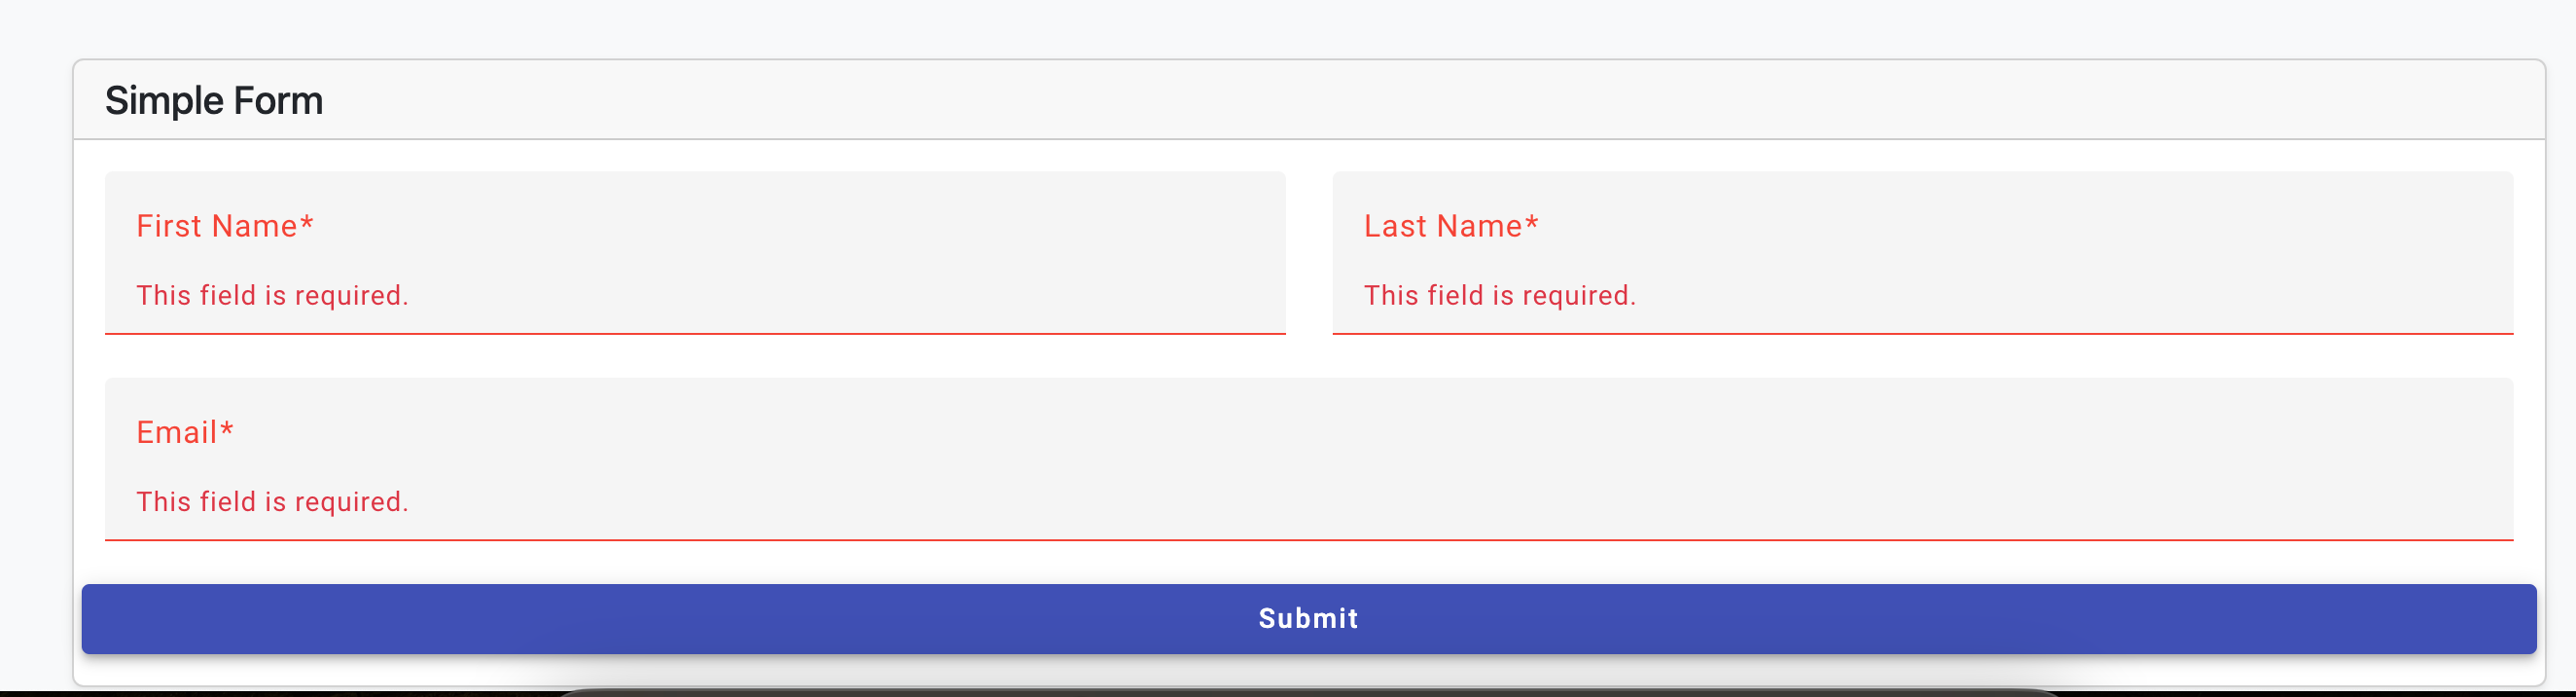 Simple Form
First Name*
Last Name*
This field is required.
This field is required.
Email*
This field is required.
Submit